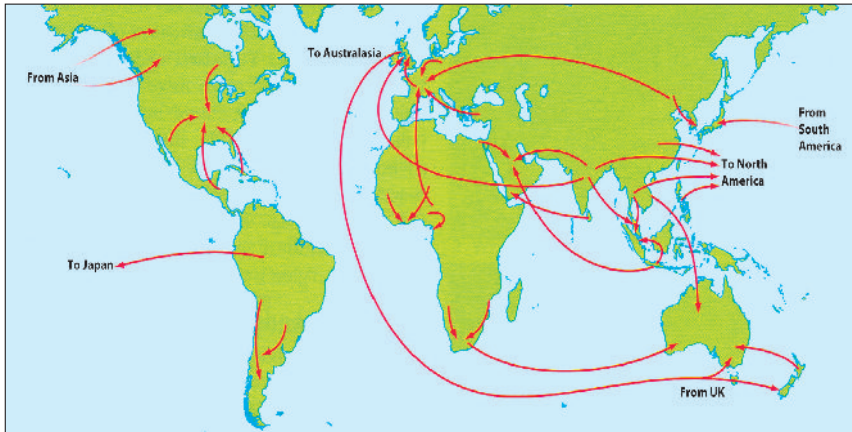 To Australasia
From Asia
From
South
America
To North
America
To Japan
From UK